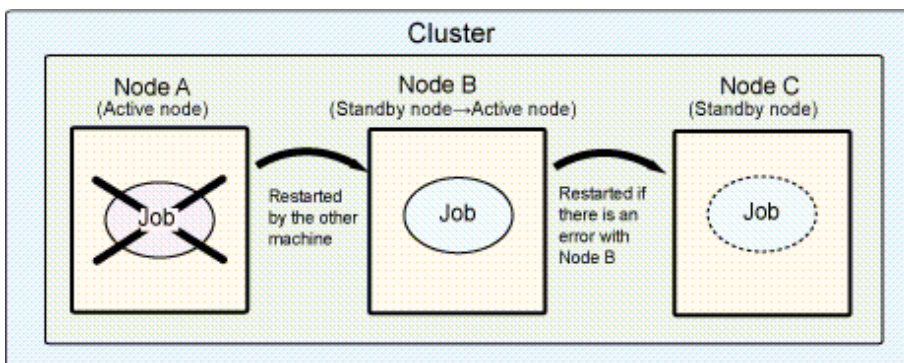 Cluster
Node A
(Active node)
Node B
(Standby node→Active node)
Node C
(Standby node)
Job
Restarted
by the other
machine
Job
Restarted if
there is an
error with
Node B
Job